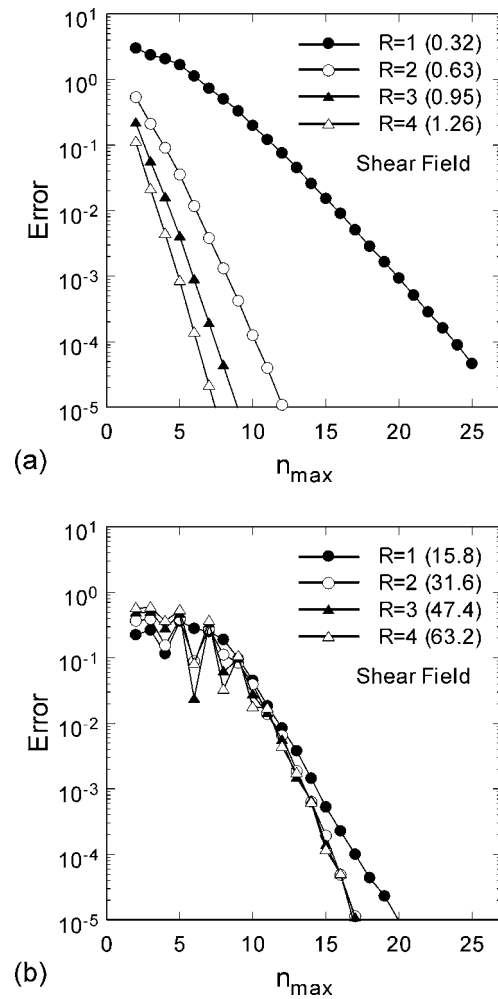 10^1
R=1 (0.32)
R=2 (0.63)
10^0
R=3 (0.95)
R=4 (1.26)
10^-1
Shear Field
Error
10^-2
10^-3
10^-4
10^-5
0 5 10 15 20 25
(a)
n_max
10^1
R=1 (15.8)
R=2 (31.6)
10^0
R=3 (47.4)
R=4 (63.2)
10^-1
Shear Field
Error
10^-2
10^-3
10^-4
10^-5
0 5 10 15 20 25
(b)
n_max